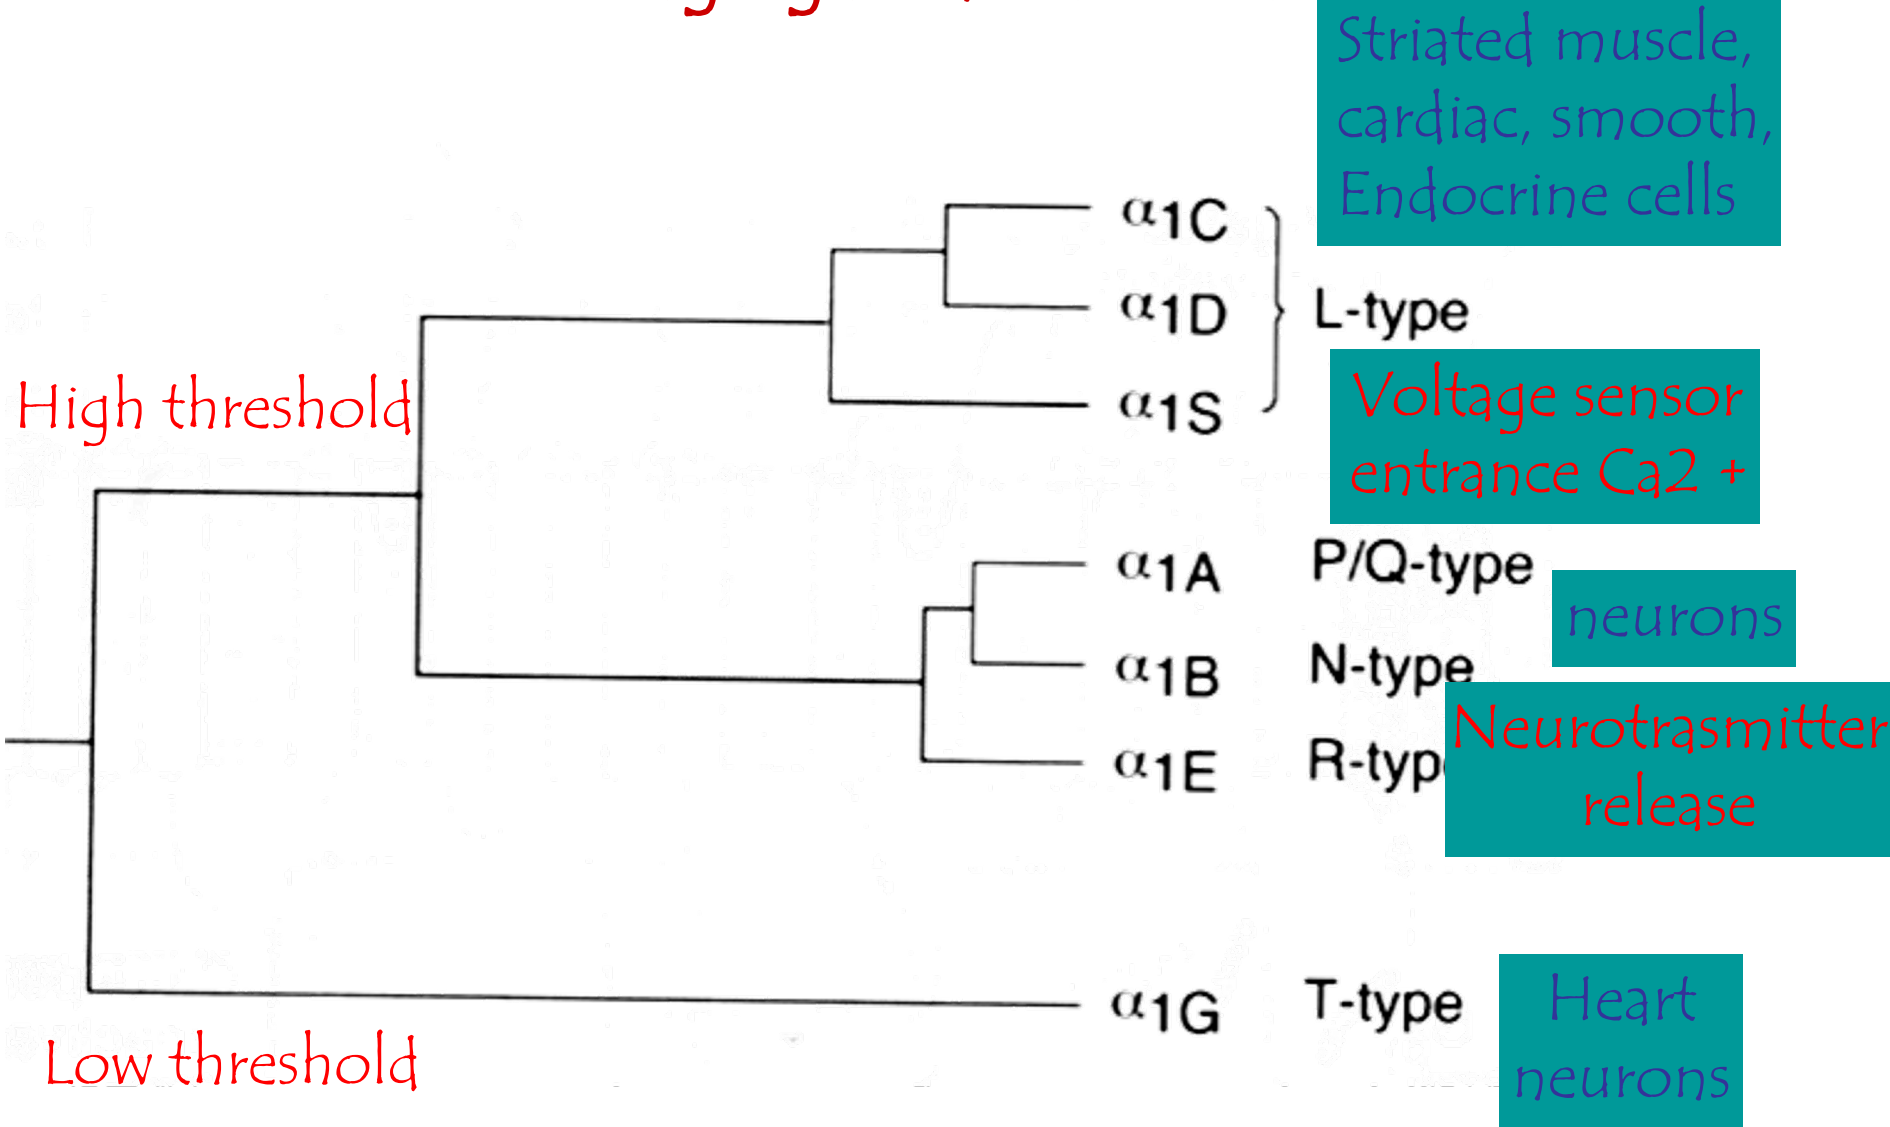 Striated muscle,
cardiac, smooth,
Endocrine cells
α1C
α1D
L-type
α1S
High threshold
Voltage sensor
entrance Ca2 +
α1A
P/Q-type
neurons
α1B
N-type
Neurotrasmitter
release
α1E
R-typ
α1G
T-type
Heart
neurons
Low threshold